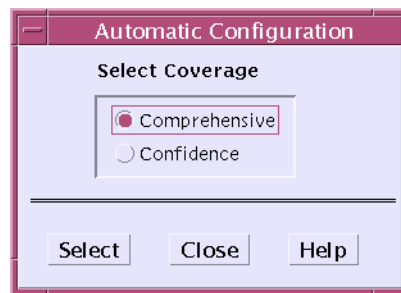 Automatic Configuration
Select Coverage
Comprehensive
Confidence
Select Close Help